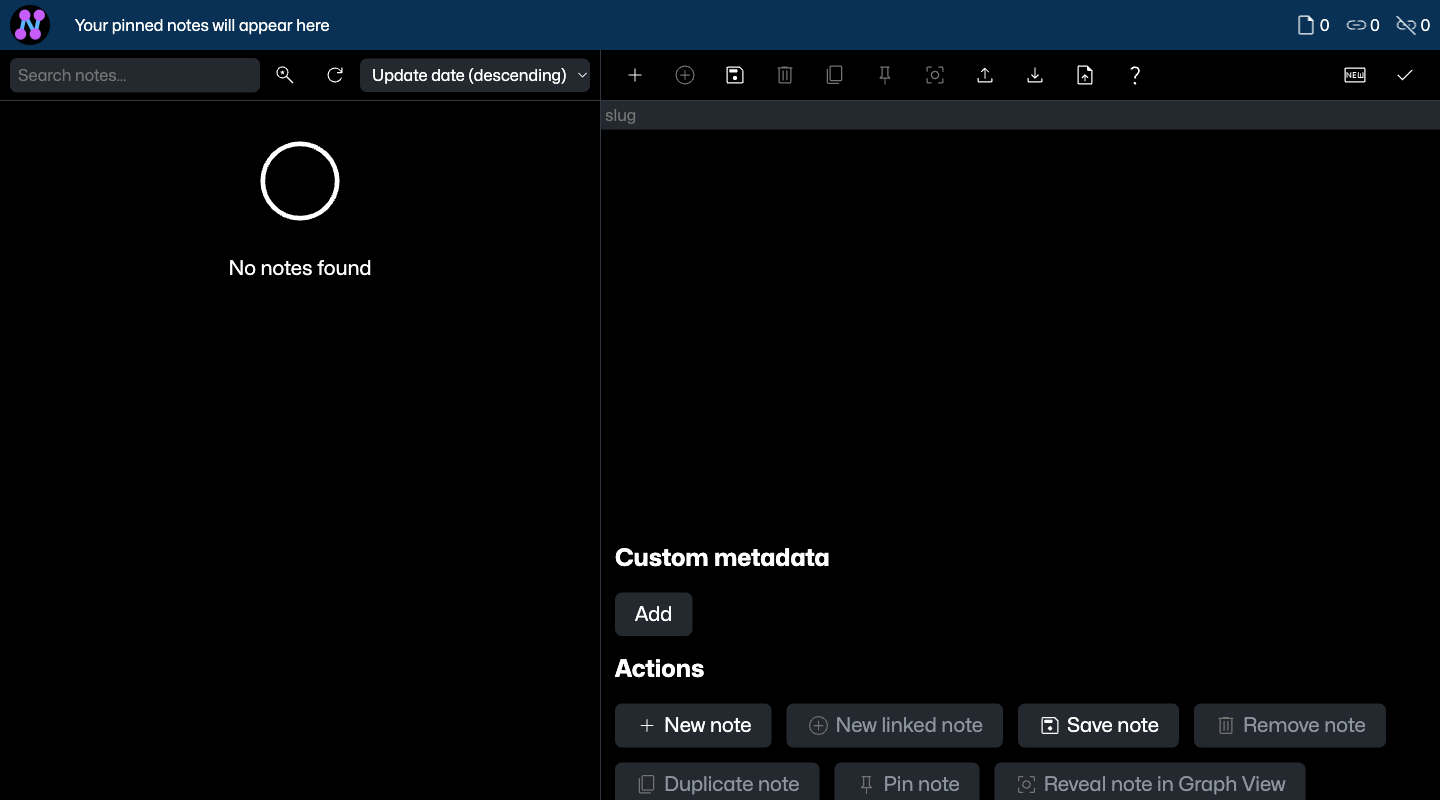 Your pinned notes will appear here
0
0
0
Search notes...
Update date (descending)
NEW
slug
No notes found
Custom metadata
Add
Actions
New note
New linked note
Save note
Remove note
Duplicate note
Pin note
Reveal note in Graph View